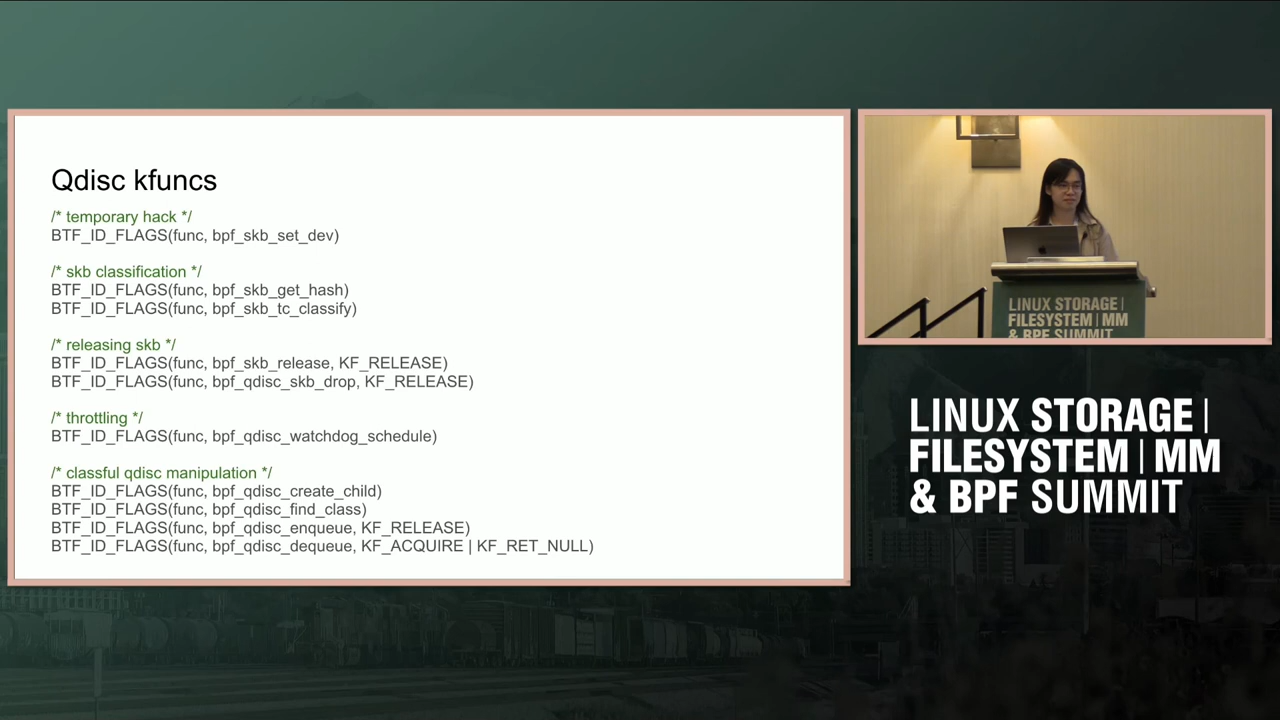 Qdisc kfuncs
/* temporary hack */
BTF_ID_FLAGS(func, bpf_skb_set_dev)
/* skb classification */
BTF_ID_FLAGS(func, bpf_skb_get_hash)
BTF_ID_FLAGS(func, bpf_skb_tc_classify)
/* releasing skb */
BTF_ID_FLAGS(func, bpf_skb_release, KF_RELEASE)
BTF_ID_FLAGS(func, bpf_qdisc_skb_drop, KF_RELEASE)
/* throttling */
BTF_ID_FLAGS(func, bpf_qdisc_watchdog_schedule)
/* classful qdisc manipulation */
BTF_ID_FLAGS(func, bpf_qdisc_create_child)
BTF_ID_FLAGS(func, bpf_qdisc_find_class)
BTF_ID_FLAGS(func, bpf_qdisc_enqueue, KF_RELEASE)
BTF_ID_FLAGS(func, bpf_qdisc_dequeue, KF_ACQUIRE | KF_RET_NULL)
LINUX STORAGE |
FILESYSTEM | MM
& BPF SUMMIT
LINUX STORAGE |
FILESYSTEM | MM
& BPF SUMMIT